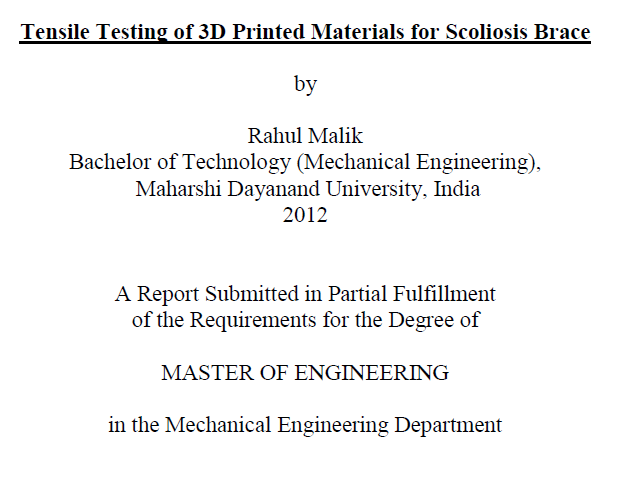 Tensile Testing of 3D Printed Materials for Scoliosis Brace
by
Rahul Malik
Bachelor of Technology (Mechanical Engineering),
Maharshi Dayanand University, India
2012
A Report Submitted in Partial Fulfillment
of the Requirements for the Degree of
MASTER OF ENGINEERING
in the Mechanical Engineering Department